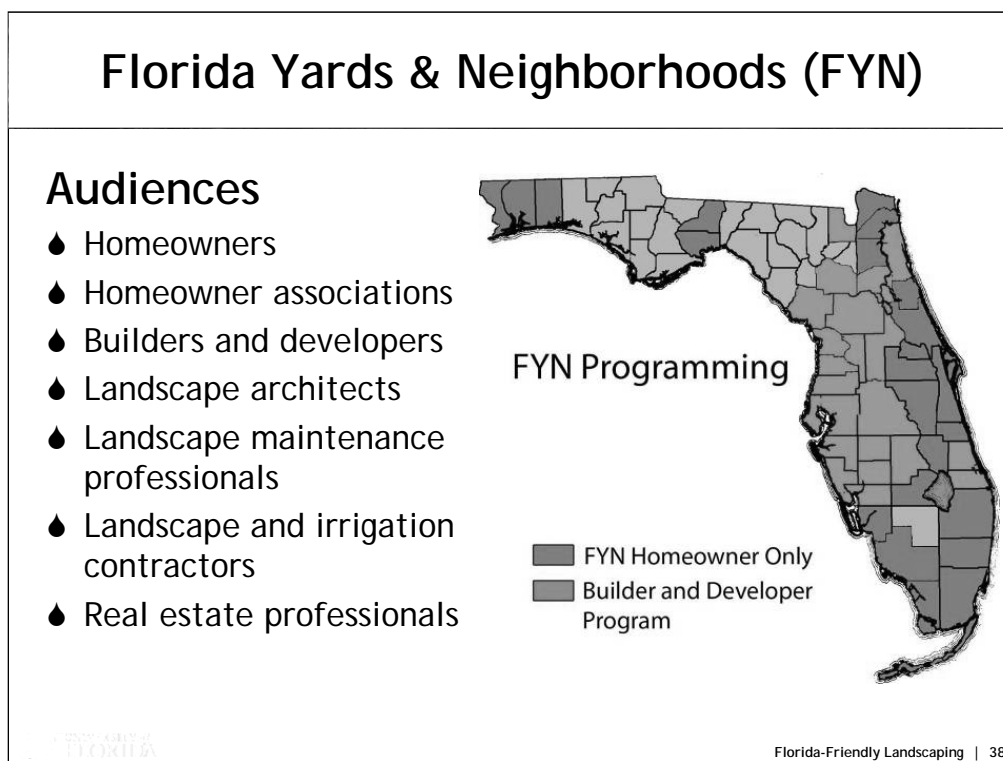 Florida Yards & Neighborhoods (FYN)
Audiences
Homeowners
Homeowner associations
Builders and developers
Landscape architects
Landscape maintenance
professionals
Landscape and irrigation
contractors
Real estate professionals
FYN Programming
FYN Homeowner Only
Builder and Developer
Program
FLORIDA
Florida-Friendly Landscaping | 38